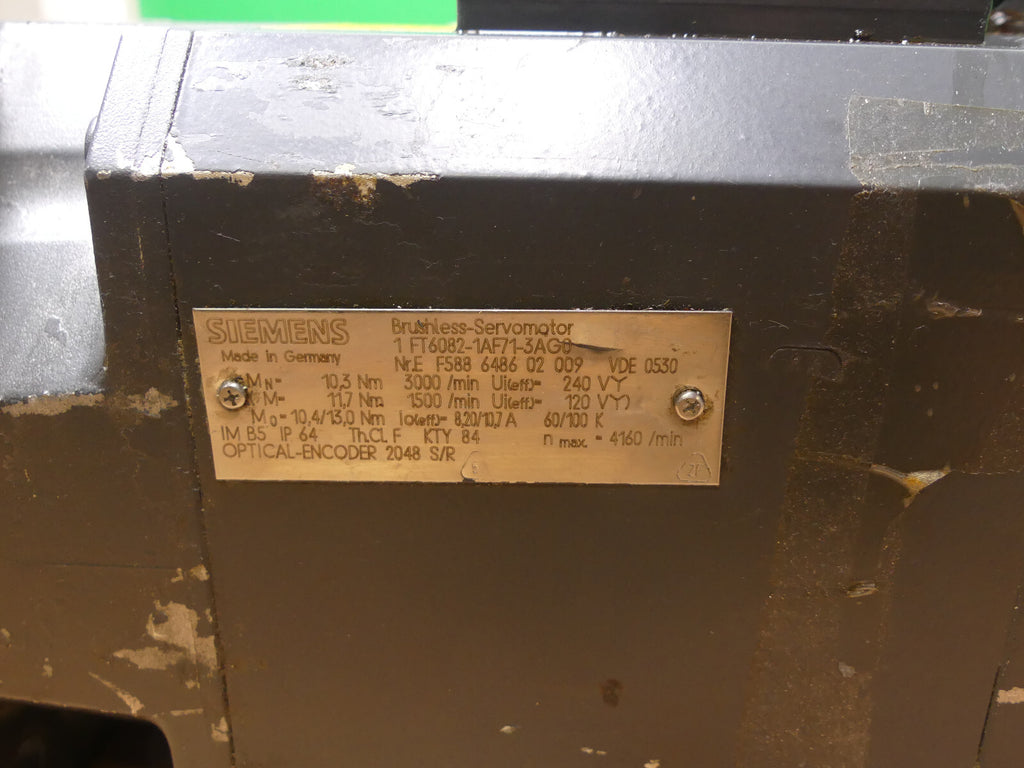 SIEMENS
Brushless-Servomotor
1 FT6082-1AF71-3AG0
Made in Germany
Nr.E F588 6486 02 009 VDE 0530
MN= 10,3 Nm 3000 /min Ui(eff)= 240 VY
M= 11,7 Nm 1500 /min Ui(eff)= 120 VY)
M0= 10,4/13,0 Nm Io(eff)= 8,20/10,7 A 60/100 K
IM B5 IP 64 Th.Cl. F KTY 84 n max. = 4160 /min
OPTICAL-ENCODER 2048 S/R